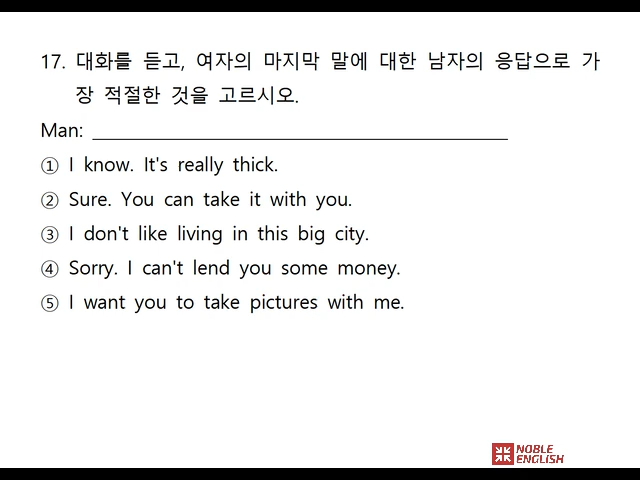 17. 대화를 듣고, 여자의 마지막 말에 대한 남자의 응답으로 가
장 적절한 것을 고르시오.
Man: ________________________________________
① I know. It's really thick.
② Sure. You can take it with you.
③ I don't like living in this big city.
④ Sorry. I can't lend you some money.
⑤ I want you to take pictures with me.
NOBLE
ENGLISH